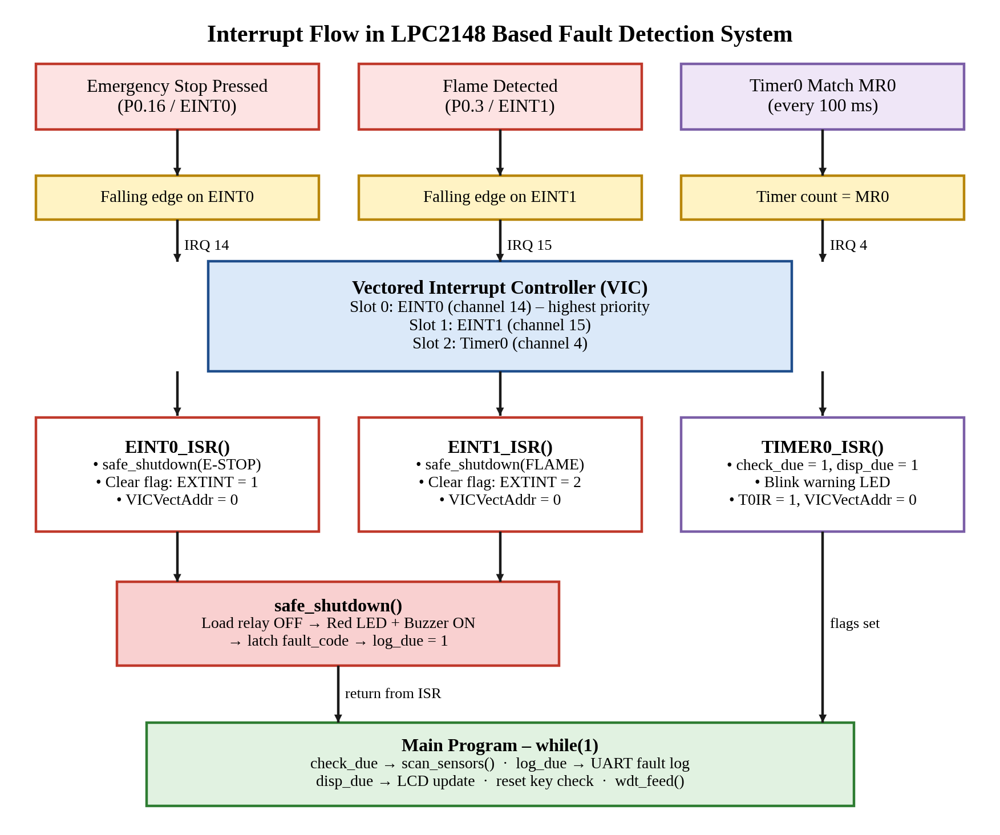 Interrupt Flow in LPC2148 Based Fault Detection System
Emergency Stop Pressed
(P0.16 / EINT0)
Flame Detected
(P0.3 / EINT1)
Timer0 Match MR0
(every 100 ms)
Falling edge on EINT0
Falling edge on EINT1
Timer count = MR0
IRQ 14
IRQ 15
IRQ 4
Vectored Interrupt Controller (VIC)
Slot 0: EINT0 (channel 14) – highest priority
Slot 1: EINT1 (channel 15)
Slot 2: Timer0 (channel 4)
EINT0_ISR()
• safe_shutdown(E-STOP)
• Clear flag: EXTINT = 1
• VICVectAddr = 0
EINT1_ISR()
• safe_shutdown(FLAME)
• Clear flag: EXTINT = 2
• VICVectAddr = 0
TIMER0_ISR()
• check_due = 1, disp_due = 1
• Blink warning LED
• T0IR = 1, VICVectAddr = 0
safe_shutdown()
Load relay OFF → Red LED + Buzzer ON
→ latch fault_code → log_due = 1
flags set
return from ISR
Main Program – while(1)
check_due → scan_sensors() · log_due → UART fault log
disp_due → LCD update · reset key check · wdt_feed()